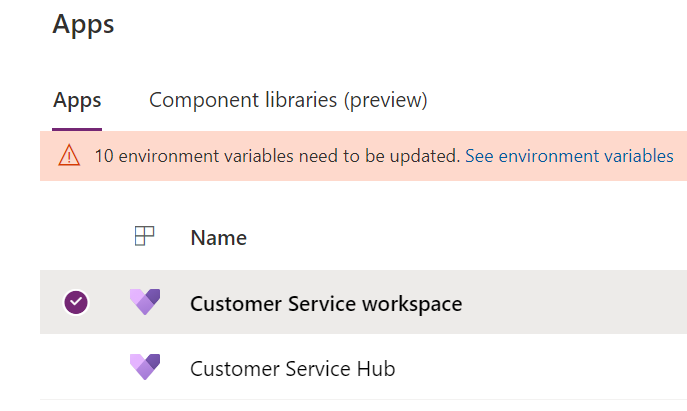 Apps
Apps Component libraries (preview)
10 environment variables need to be updated. See environment variables
Name
Customer Service workspace
Customer Service Hub